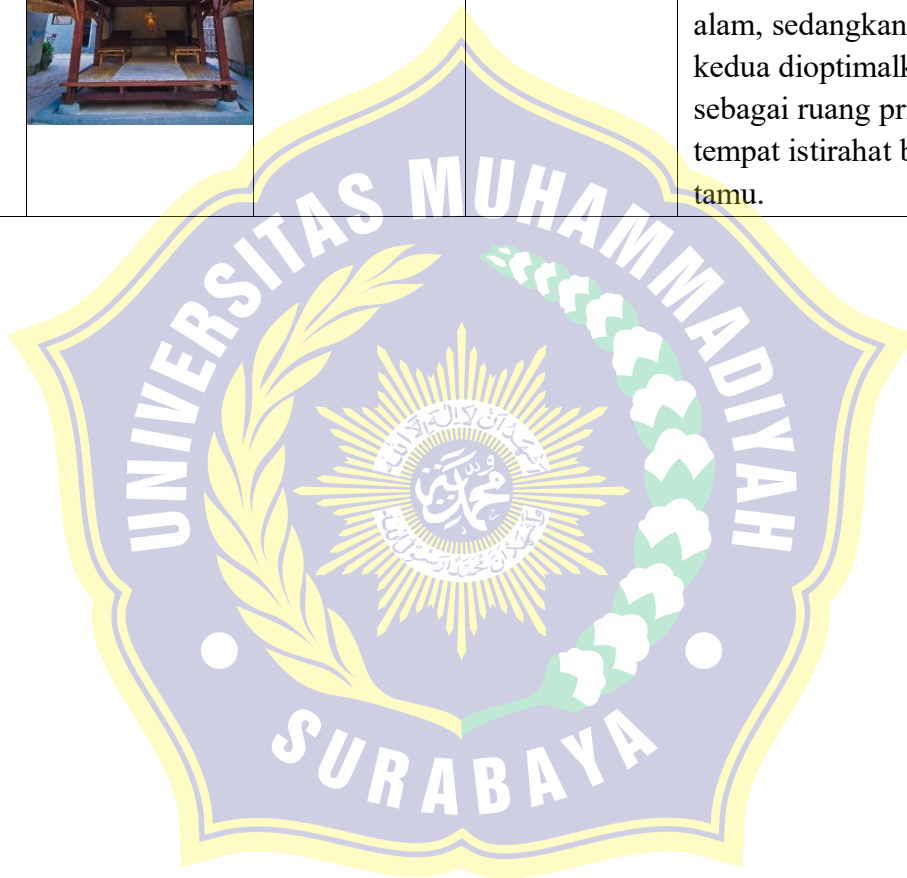 alam, sedangkan
kedua dioptimalk
sebagai ruang pr
tempat istirahat b
tamu.
UNIVERSITAS MUHAMMADIYAH
SURABAYA